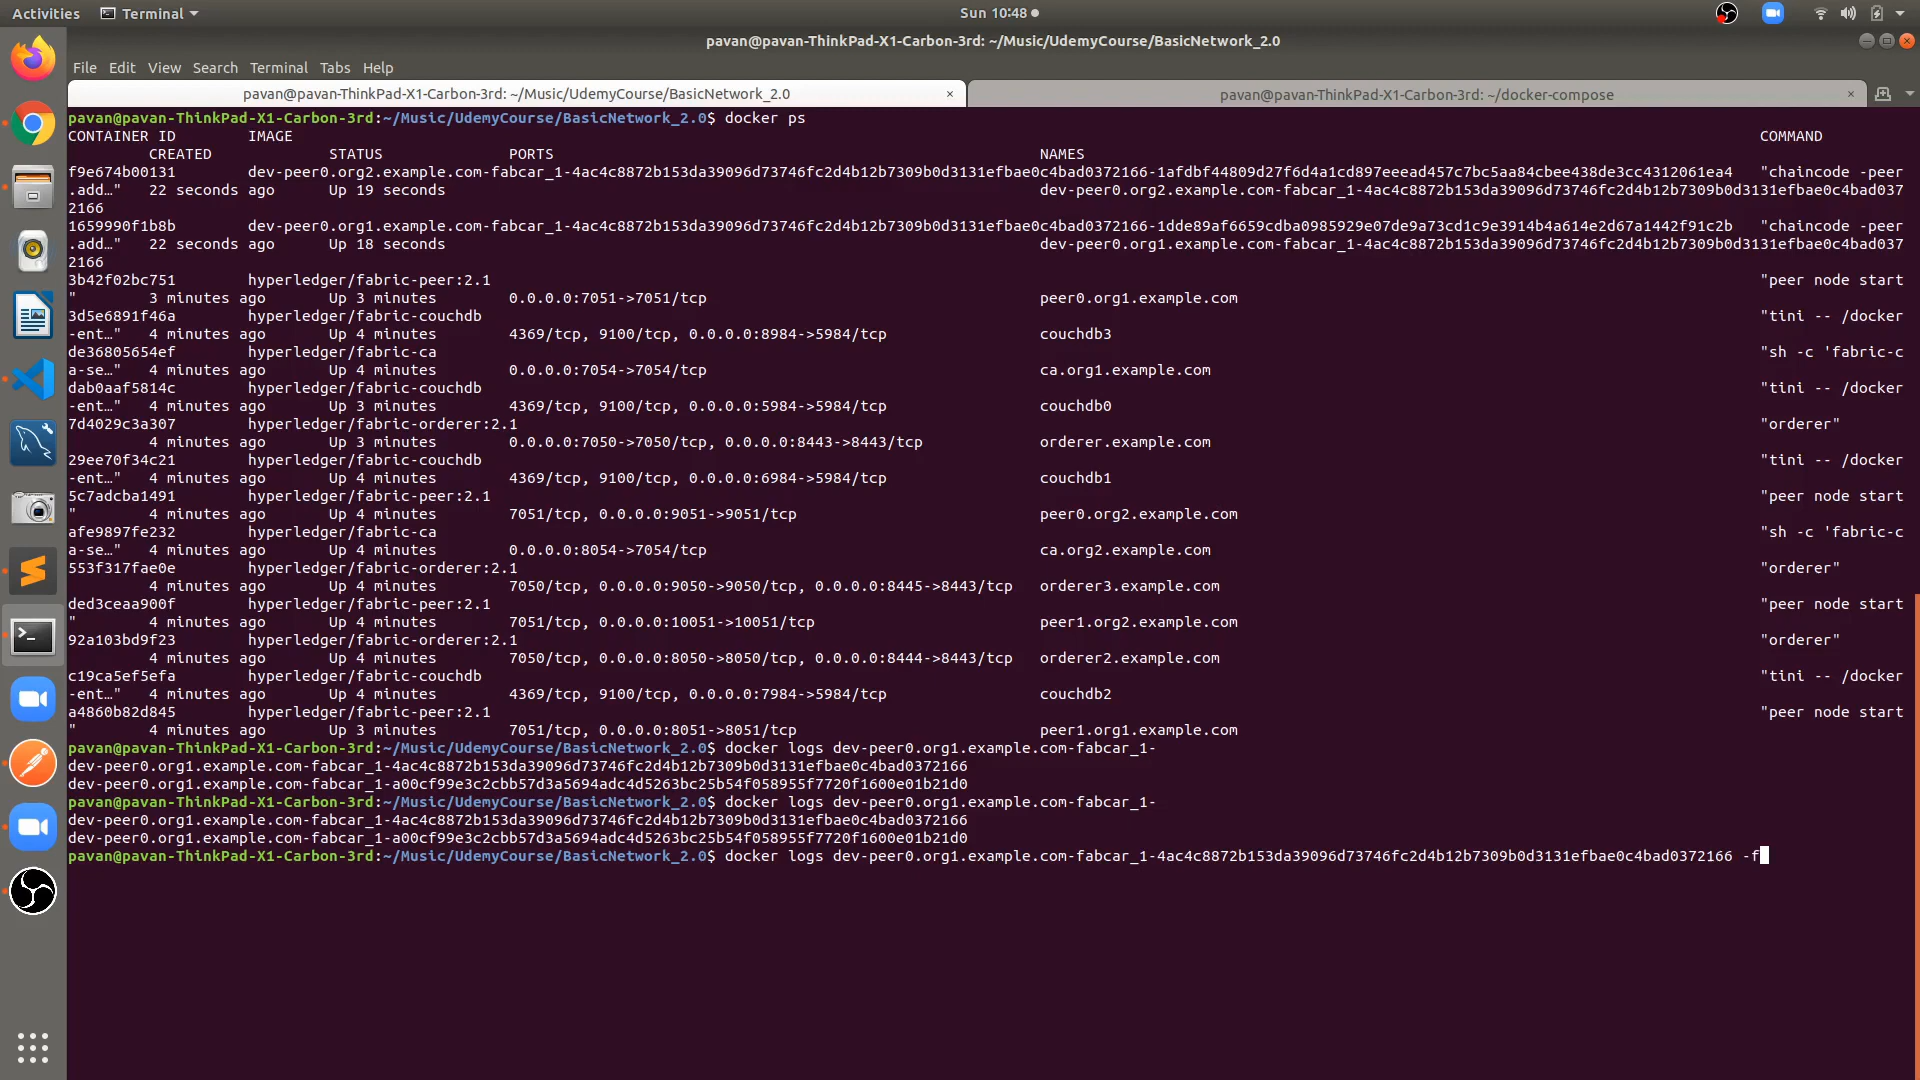 Activities Terminal Sun 10:48
pavan@pavan-ThinkPad-X1-Carbon-3rd: ~/Music/UdemyCourse/BasicNetwork_2.0
File Edit View Search Terminal Tabs Help
pavan@pavan-ThinkPad-X1-Carbon-3rd: ~/Music/UdemyCourse/BasicNetwork_2.0 × pavan@pavan-ThinkPad-X1-Carbon-3rd: ~/docker-compose ×
pavan@pavan-ThinkPad-X1-Carbon-3rd:~/Music/UdemyCourse/BasicNetwork_2.0$ docker ps
CONTAINER ID IMAGE COMMAND
CREATED STATUS PORTS NAMES
f9e674b00131 dev-peer0.org2.example.com-fabcar_1-4ac4c8872b153da39096d73746fc2d4b12b7309b0d3131efbae0c4bad0372166-1afdbf44809d27f6d4a1cd897eeead457c7bc5aa84cbee438de3cc4312061ea4 "chaincode -peer
.add…" 22 seconds ago Up 19 seconds dev-peer0.org2.example.com-fabcar_1-4ac4c8872b153da39096d73746fc2d4b12b7309b0d3131efbae0c4bad037
2166
1659990f1b8b dev-peer0.org1.example.com-fabcar_1-4ac4c8872b153da39096d73746fc2d4b12b7309b0d3131efbae0c4bad0372166-1dde89af6659cdba0985929e07de9a73cd1c9e3914b4a614e2d67a1442f91c2b "chaincode -peer
.add…" 22 seconds ago Up 18 seconds dev-peer0.org1.example.com-fabcar_1-4ac4c8872b153da39096d73746fc2d4b12b7309b0d3131efbae0c4bad037
2166
3b42f02bc751 hyperledger/fabric-peer:2.1 "peer node start
" 3 minutes ago Up 3 minutes 0.0.0.0:7051->7051/tcp peer0.org1.example.com
3d5e6891f46a hyperledger/fabric-couchdb "tini -- /docker
-ent…" 4 minutes ago Up 4 minutes 4369/tcp, 9100/tcp, 0.0.0.0:8984->5984/tcp couchdb3
de36805654ef hyperledger/fabric-ca "sh -c 'fabric-c
a-se…" 4 minutes ago Up 4 minutes 0.0.0.0:7054->7054/tcp ca.org1.example.com
dab0aaf5814c hyperledger/fabric-couchdb "tini -- /docker
-ent…" 4 minutes ago Up 3 minutes 4369/tcp, 9100/tcp, 0.0.0.0:5984->5984/tcp couchdb0
7d4029c3a307 hyperledger/fabric-orderer:2.1 "orderer"
4 minutes ago Up 3 minutes 0.0.0.0:7050->7050/tcp, 0.0.0.0:8443->8443/tcp orderer.example.com
29ee70f34c21 hyperledger/fabric-couchdb "tini -- /docker
-ent…" 4 minutes ago Up 4 minutes 4369/tcp, 9100/tcp, 0.0.0.0:6984->5984/tcp couchdb1
5c7adcba1491 hyperledger/fabric-peer:2.1 "peer node start
" 4 minutes ago Up 4 minutes 7051/tcp, 0.0.0.0:9051->9051/tcp peer0.org2.example.com
afe9897fe232 hyperledger/fabric-ca "sh -c 'fabric-c
a-se…" 4 minutes ago Up 4 minutes 0.0.0.0:8054->7054/tcp ca.org2.example.com
553f317fae0e hyperledger/fabric-orderer:2.1 "orderer"
4 minutes ago Up 4 minutes 7050/tcp, 0.0.0.0:9050->9050/tcp, 0.0.0.0:8445->8443/tcp orderer3.example.com
ded3ceaa900f hyperledger/fabric-peer:2.1 "peer node start
" 4 minutes ago Up 4 minutes 7051/tcp, 0.0.0.0:10051->10051/tcp peer1.org2.example.com
92a103bd9f23 hyperledger/fabric-orderer:2.1 "orderer"
4 minutes ago Up 4 minutes 7050/tcp, 0.0.0.0:8050->8050/tcp, 0.0.0.0:8444->8443/tcp orderer2.example.com
c19ca5ef5efa hyperledger/fabric-couchdb "tini -- /docker
-ent…" 4 minutes ago Up 4 minutes 4369/tcp, 9100/tcp, 0.0.0.0:7984->5984/tcp couchdb2
a4860b82d845 hyperledger/fabric-peer:2.1 "peer node start
" 4 minutes ago Up 3 minutes 7051/tcp, 0.0.0.0:8051->8051/tcp peer1.org1.example.com
pavan@pavan-ThinkPad-X1-Carbon-3rd:~/Music/UdemyCourse/BasicNetwork_2.0$ docker logs dev-peer0.org1.example.com-fabcar_1-
dev-peer0.org1.example.com-fabcar_1-4ac4c8872b153da39096d73746fc2d4b12b7309b0d3131efbae0c4bad0372166
dev-peer0.org1.example.com-fabcar_1-a00cf99e3c2cbb57d3a5694adc4d5263bc25b54f058955f7720f1600e01b21d0
pavan@pavan-ThinkPad-X1-Carbon-3rd:~/Music/UdemyCourse/BasicNetwork_2.0$ docker logs dev-peer0.org1.example.com-fabcar_1-
dev-peer0.org1.example.com-fabcar_1-4ac4c8872b153da39096d73746fc2d4b12b7309b0d3131efbae0c4bad0372166
dev-peer0.org1.example.com-fabcar_1-a00cf99e3c2cbb57d3a5694adc4d5263bc25b54f058955f7720f1600e01b21d0
pavan@pavan-ThinkPad-X1-Carbon-3rd:~/Music/UdemyCourse/BasicNetwork_2.0$ docker logs dev-peer0.org1.example.com-fabcar_1-4ac4c8872b153da39096d73746fc2d4b12b7309b0d3131efbae0c4bad0372166 -f